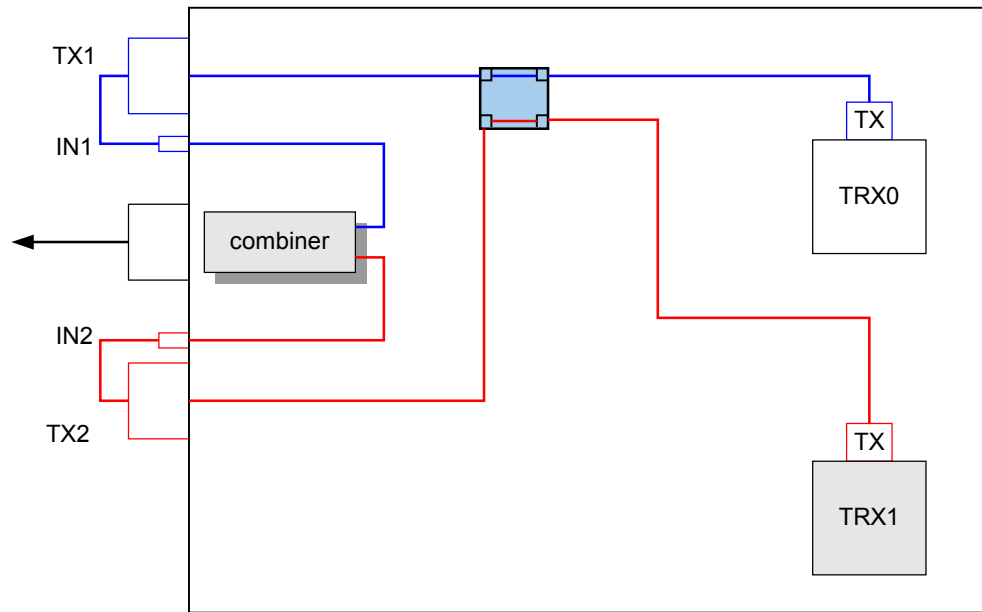 TX1
IN1
TX
TRX0
combiner
IN2
TX2
TX
TRX1